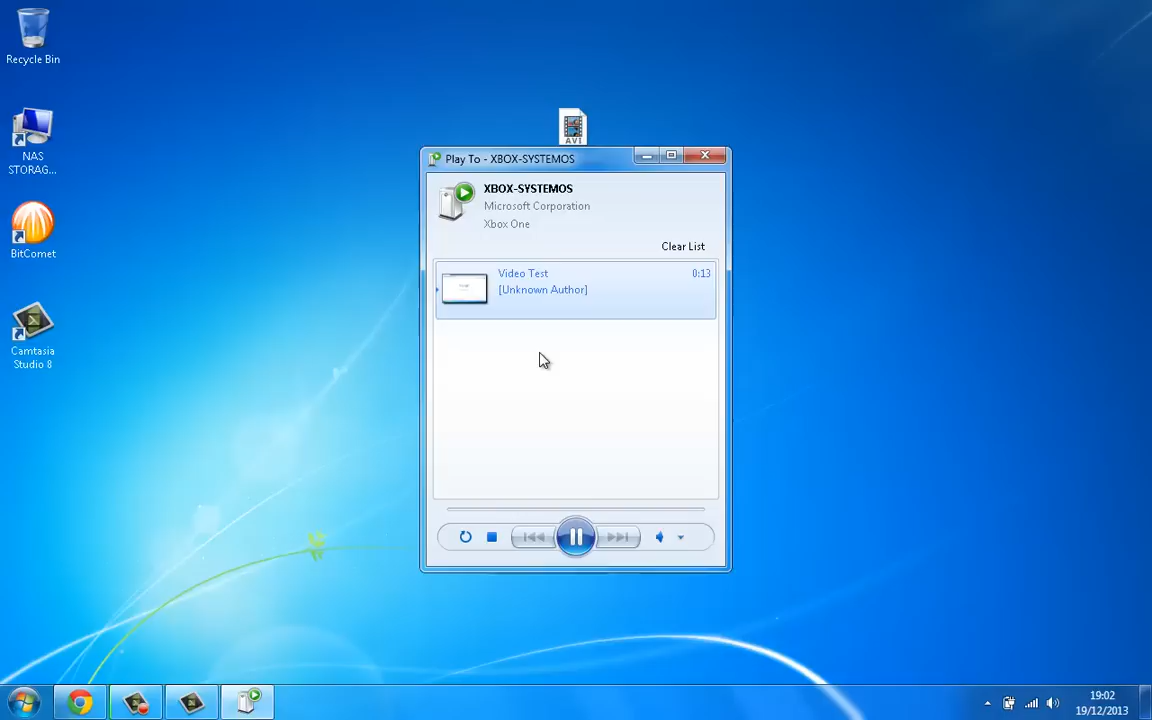 Recycle Bin
NAS
STORAG...
BitComet
Camtasia
Studio 8
AVI
Play To - XBOX-SYSTEMOS
XBOX-SYSTEMOS
Microsoft Corporation
Xbox One
Clear List
Video Test 0:13
[Unknown Author]
19:02
19/12/2013